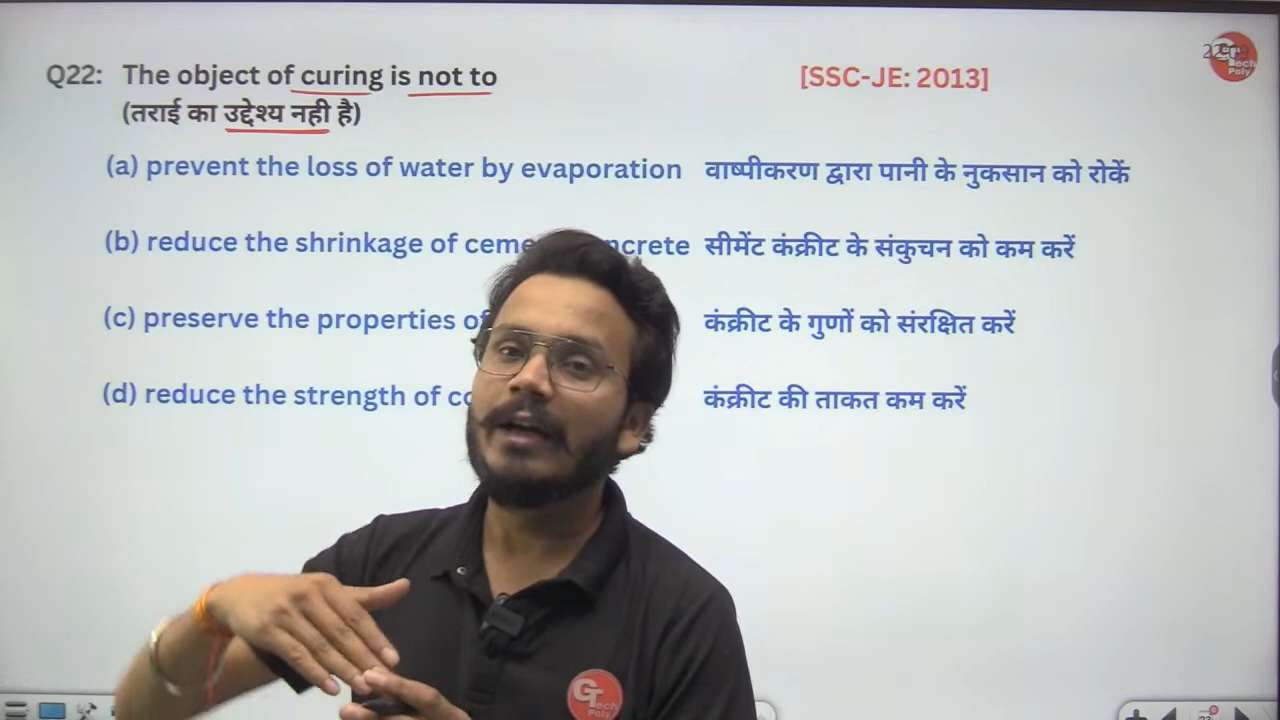 Q22: The object of curing is not to [SSC-JE: 2013]
(तराई का उद्देश्य नही है)
(a) prevent the loss of water by evaporation वाष्पीकरण द्वारा पानी के नुकसान को रोकें
(b) reduce the shrinkage of सीमेंट कंक्रीट के संकुचन को कम करें
(c) preserve the properties of कंक्रीट के गुणों को संरक्षित करें
(d) reduce the strength of कंक्रीट की ताकत कम करें
GTech
Poly